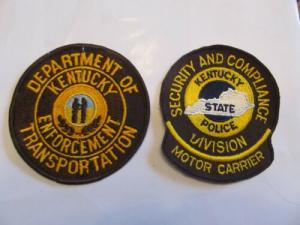 DEPARTMENT OF
KENTUCKY
ENFORCEMENT
TRANSPORTATION
SECURITY AND COMPLIANCE
KENTUCKY
STATE
POLICE
DIVISION
MOTOR CARRIER